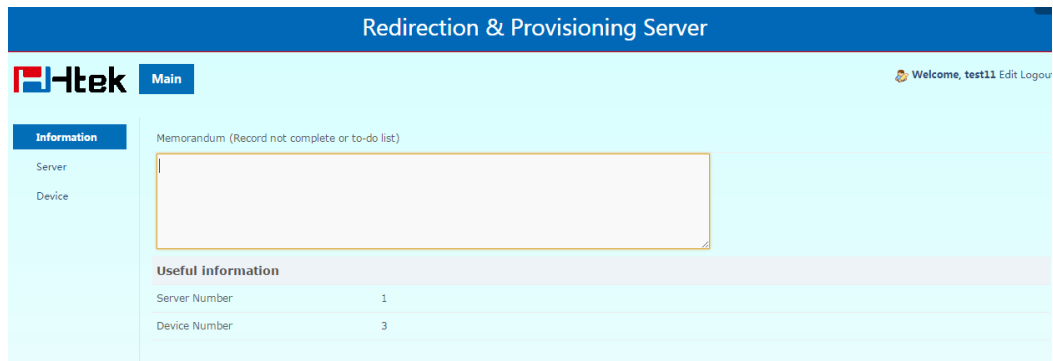 Redirection & Provisioning Server
Htek
Main
Welcome, test11 Edit Logout
Information
Server
Device
Memorandum (Record not complete or to-do list)
Useful information
Server Number 1
Device Number 3